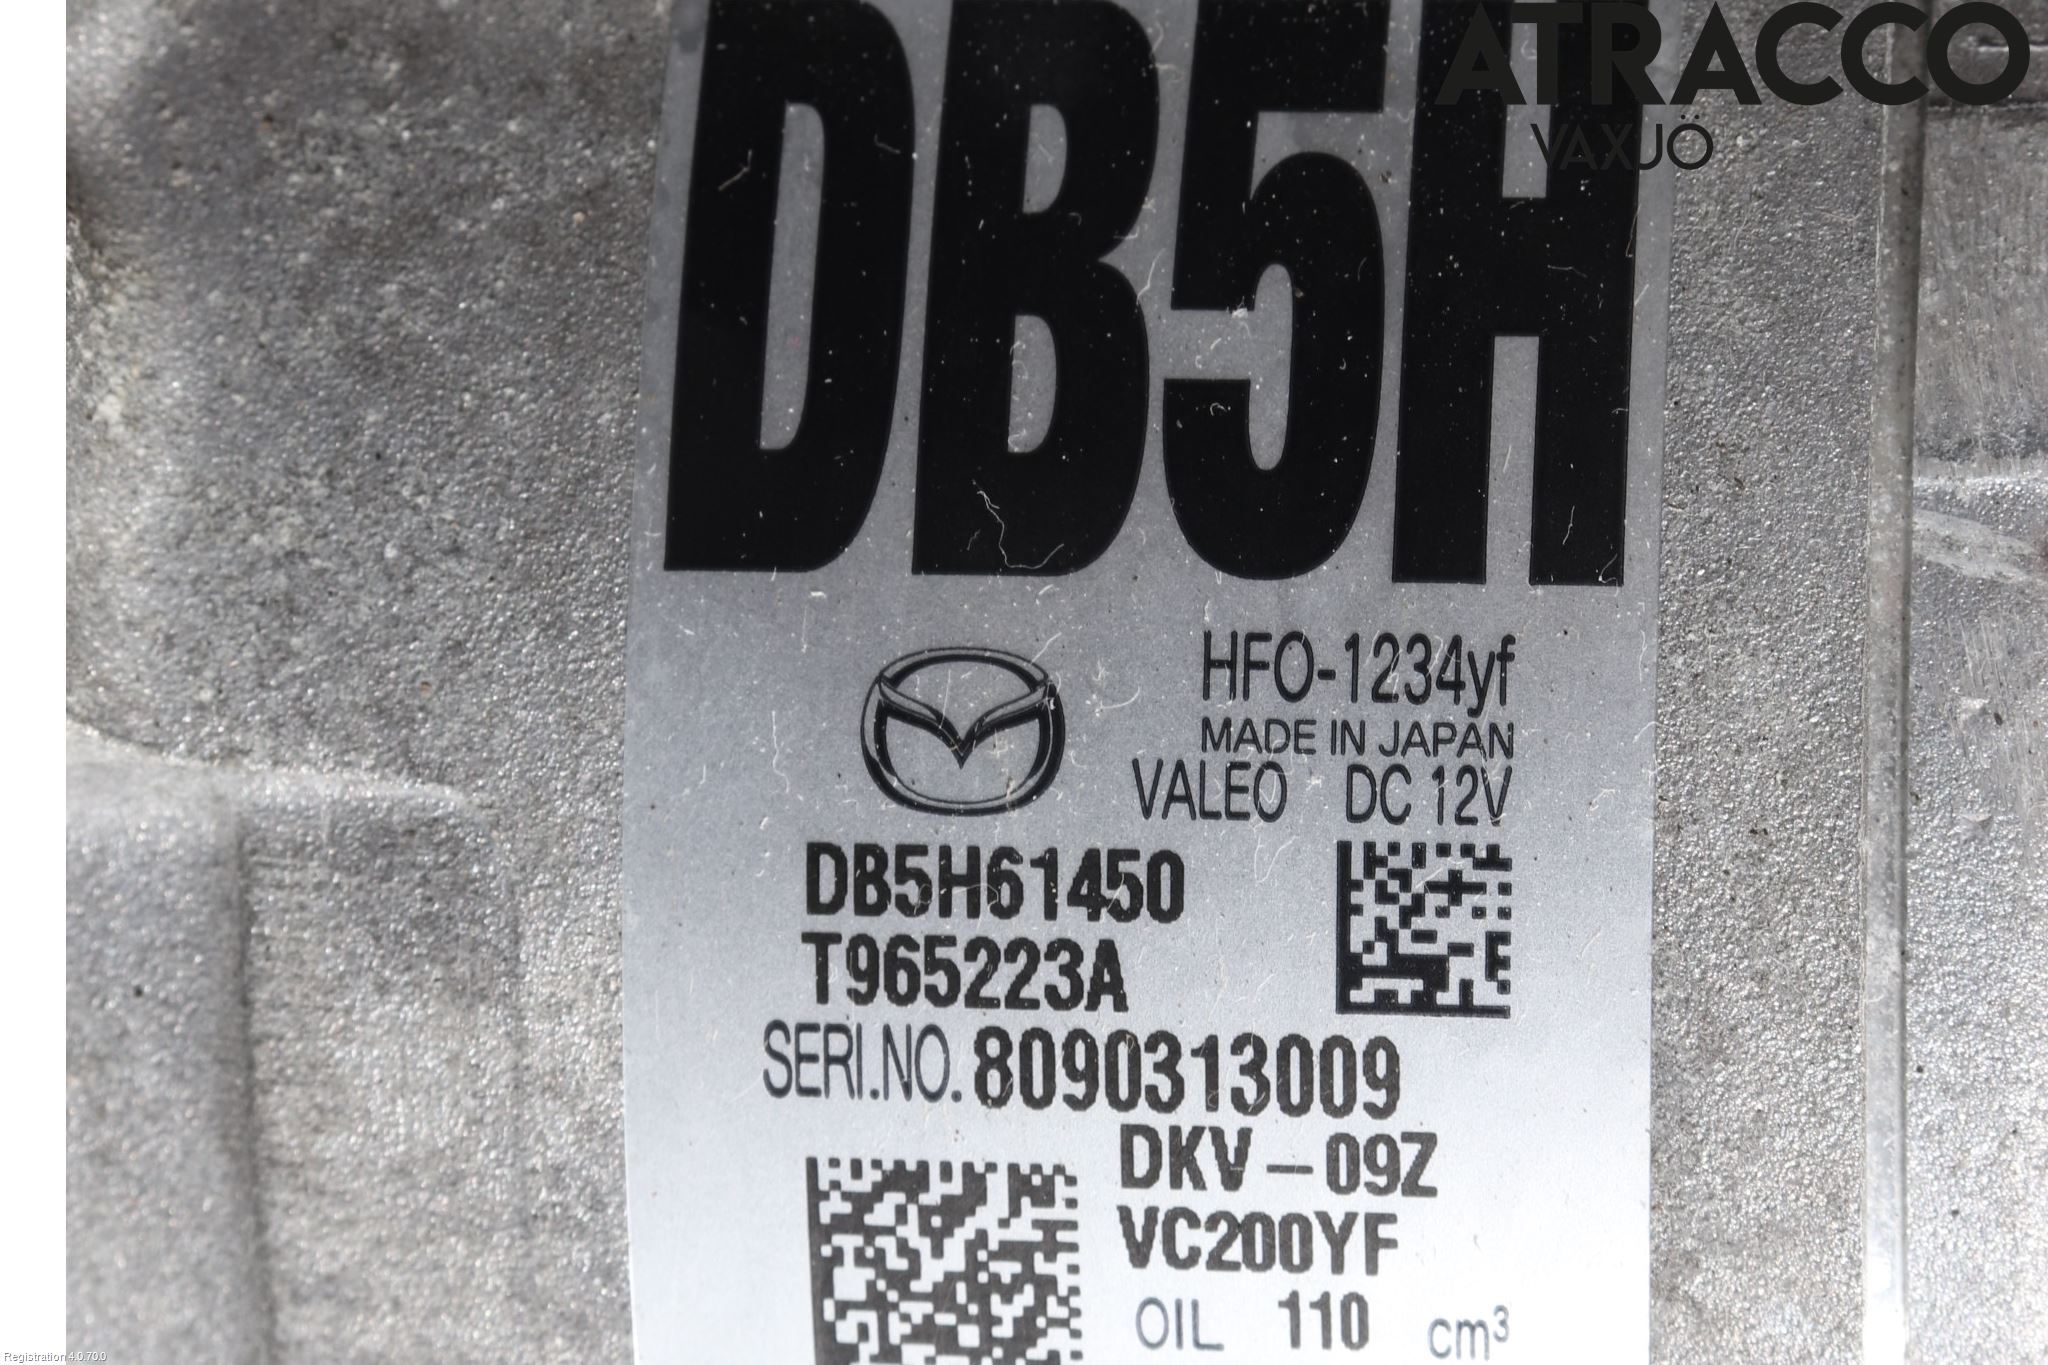 ATRACCO
VAXJÖ
DB5H
HFO-1234yf
MADE IN JAPAN
VALEO DC 12V
DB5H61450
T965223A
SERI.NO. 8090313009
DKV-09Z
VC200YF
OIL 110 cm³
Registration 4.0.70.0